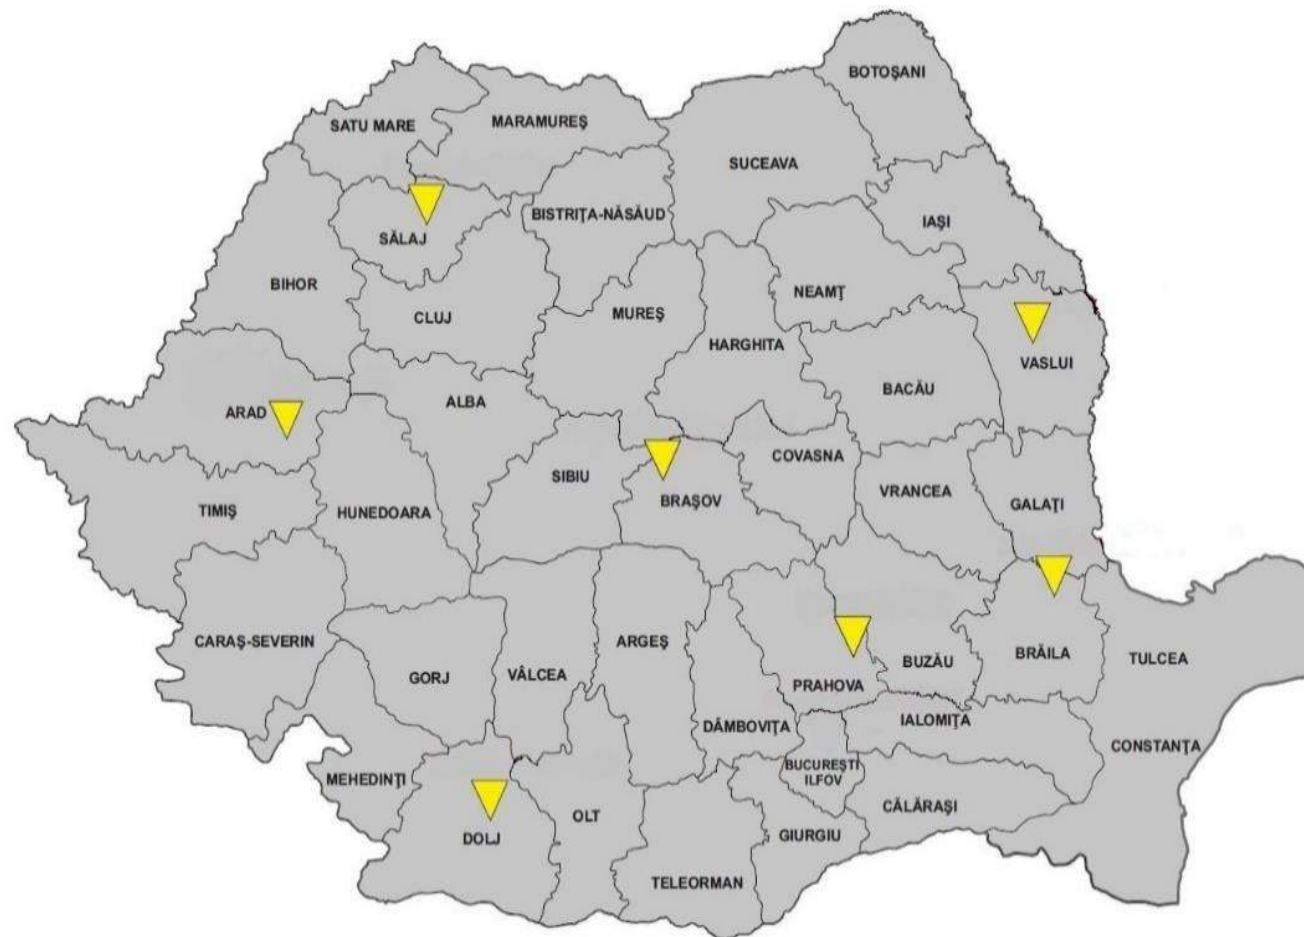 BOTOŞANI
SATU MARE
MARAMUREŞ
SUCEAVA
BISTRIŢA-NĂSĂUD
IAŞI
SĂLAJ
BIHOR
NEAMŢ
CLUJ
MUREŞ
HARGHITA
VASLUI
BACĂU
ALBA
ARAD
COVASNA
SIBIU
VRANCEA
BRAŞOV
GALAŢI
TIMIŞ
HUNEDOARA
CARAŞ-SEVERIN
ARGEŞ
BRĂILA
TULCEA
BUZĂU
GORJ
VÂLCEA
PRAHOVA
IALOMIŢA
DÂMBOVIŢA
CONSTANŢA
BUCUREŞTI
ILFOV
MEHEDINŢI
CĂLĂRAŞI
OLT
GIURGIU
DOLJ
TELEORMAN